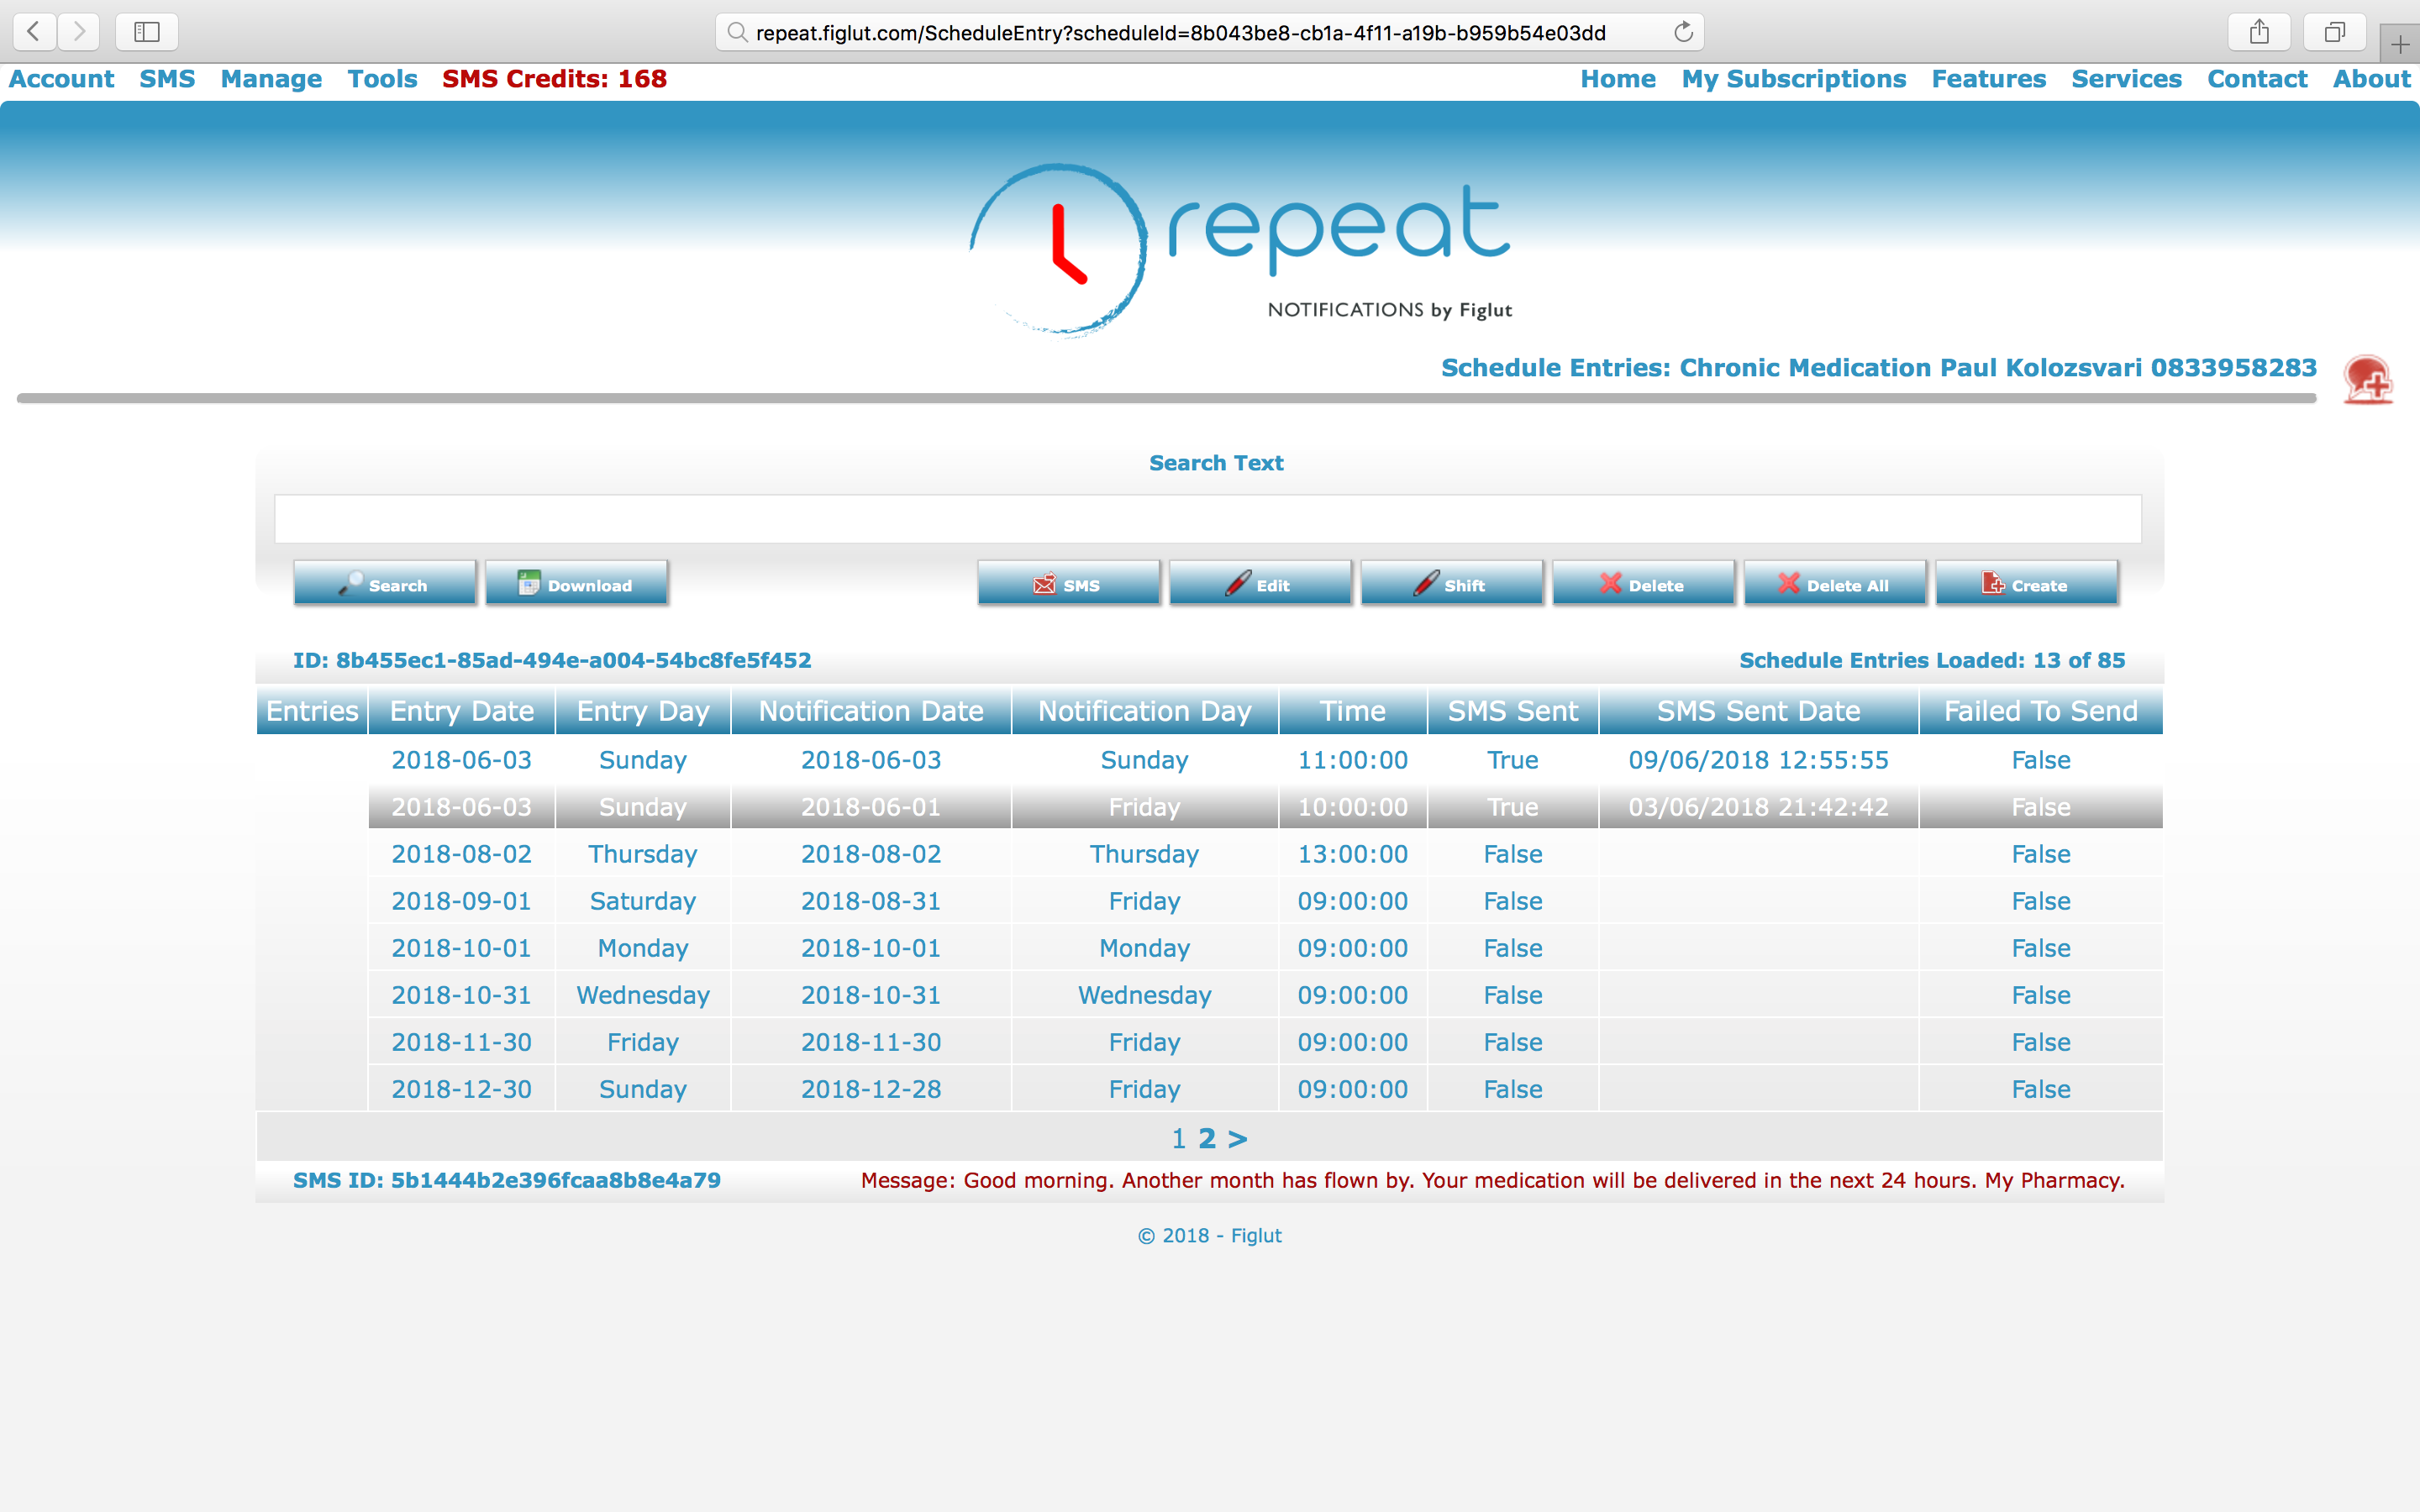 repeat.figlut.com/ScheduleEntry?scheduleId=8b043be8-cb1a-4f11-a19b-b959b54e03dd
Account SMS Manage Tools SMS Credits: 168 Home My Subscriptions Features Services Contact About
repeat
NOTIFICATIONS by Figlut
Schedule Entries: Chronic Medication Paul Kolozsvari 0833958283
Search Text
Search Download SMS Edit Shift Delete Delete All Create
ID: 8b455ec1-85ad-494e-a004-54bc8fe5f452 Schedule Entries Loaded: 13 of 85
Entries Entry Date Entry Day Notification Date Notification Day Time SMS Sent SMS Sent Date Failed To Send
2018-06-03 Sunday 2018-06-03 Sunday 11:00:00 True 09/06/2018 12:55:55 False
2018-06-03 Sunday 2018-06-01 Friday 10:00:00 True 03/06/2018 21:42:42 False
2018-08-02 Thursday 2018-08-02 Thursday 13:00:00 False False
2018-09-01 Saturday 2018-08-31 Friday 09:00:00 False False
2018-10-01 Monday 2018-10-01 Monday 09:00:00 False False
2018-10-31 Wednesday 2018-10-31 Wednesday 09:00:00 False False
2018-11-30 Friday 2018-11-30 Friday 09:00:00 False False
2018-12-30 Sunday 2018-12-28 Friday 09:00:00 False False
1 2 >
SMS ID: 5b1444b2e396fcaa8b8e4a79 Message: Good morning. Another month has flown by. Your medication will be delivered in the next 24 hours. My Pharmacy.
© 2018 - Figlut